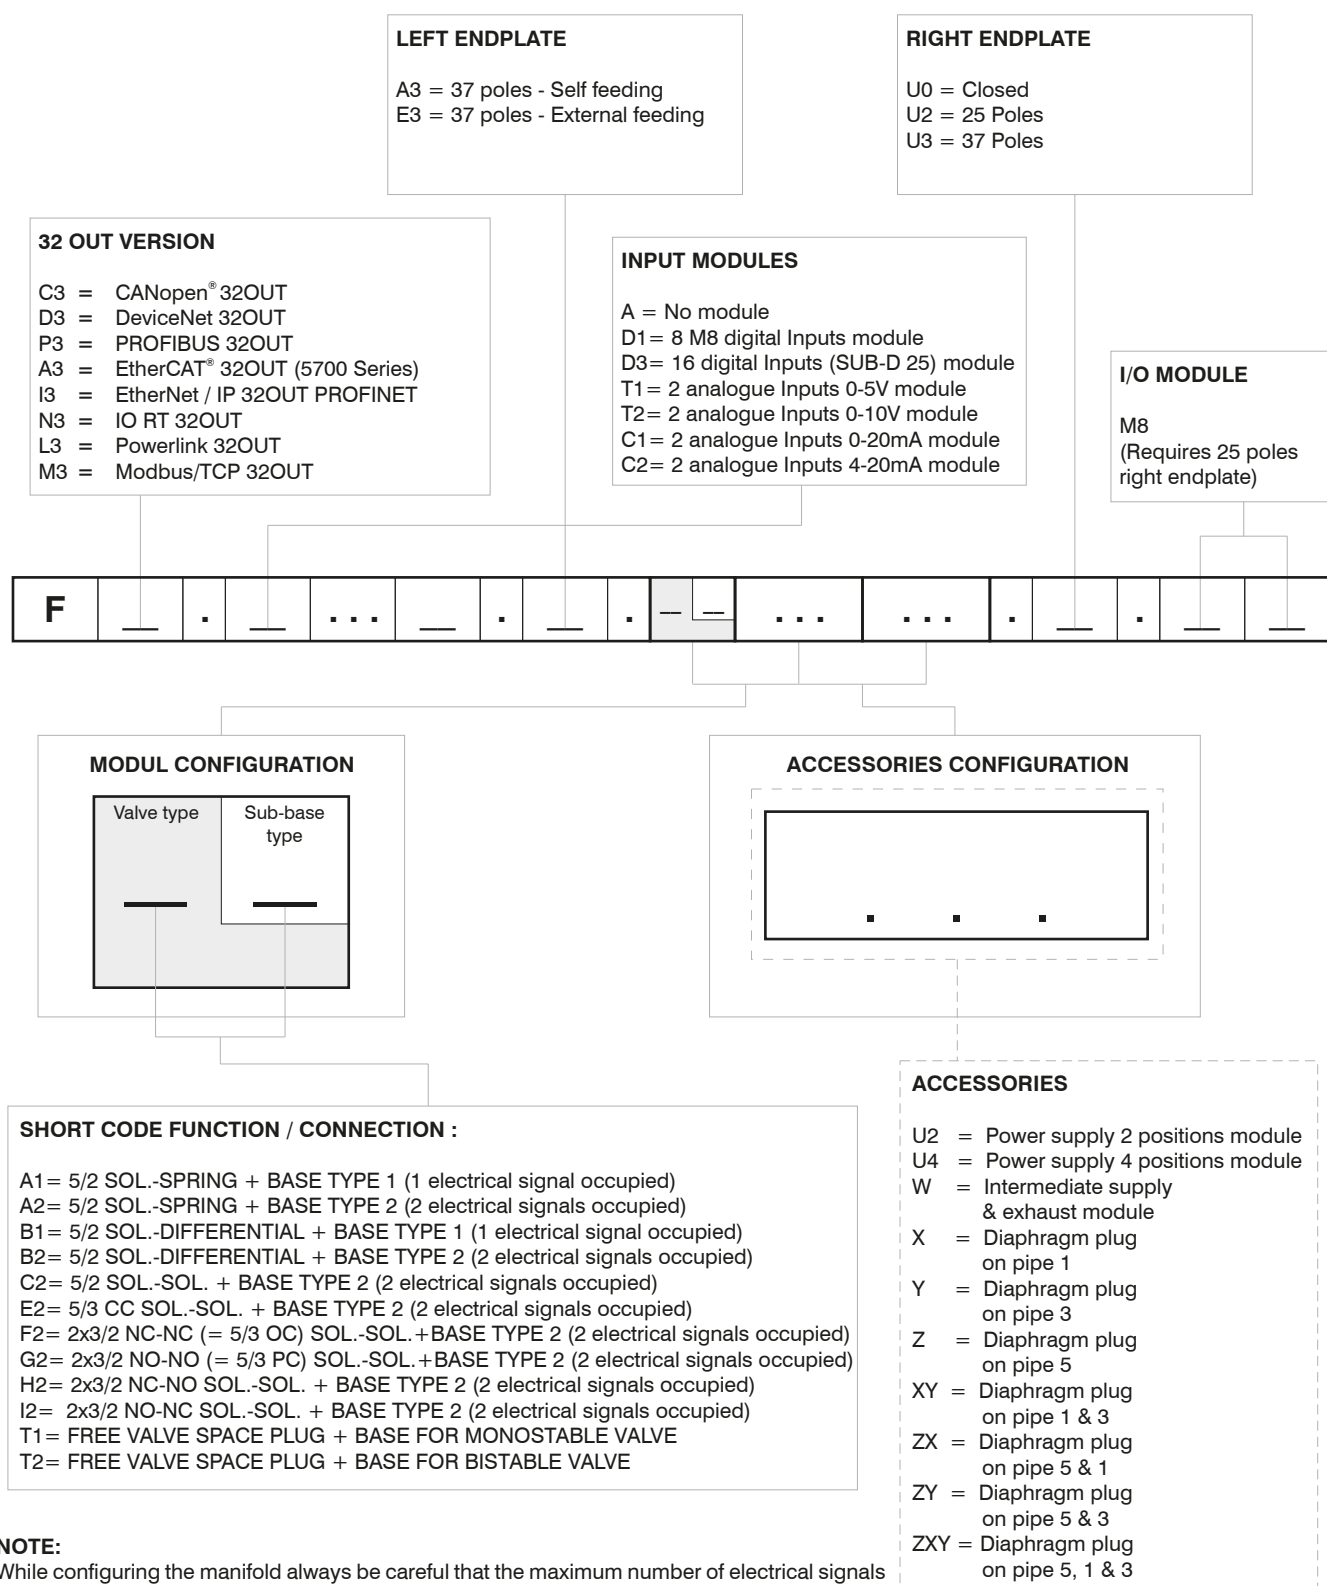 LEFT ENDPLATE
A3 = 37 poles - Self feeding
E3 = 37 poles - External feeding
RIGHT ENDPLATE
U0 = Closed
U2 = 25 Poles
U3 = 37 Poles
32 OUT VERSION
C3 = CANopen® 32OUT
D3 = DeviceNet 32OUT
P3 = PROFIBUS 32OUT
A3 = EtherCAT® 32OUT (5700 Series)
I3 = EtherNet / IP 32OUT PROFINET
N3 = IO RT 32OUT
L3 = Powerlink 32OUT
M3 = Modbus/TCP 32OUT
INPUT MODULES
A = No module
D1= 8 M8 digital Inputs module
D3= 16 digital Inputs (SUB-D 25) module
T1= 2 analogue Inputs 0-5V module
T2= 2 analogue Inputs 0-10V module
C1= 2 analogue Inputs 0-20mA module
C2= 2 analogue Inputs 4-20mA module
I/O MODULE
M8
(Requires 25 poles
right endplate)
F __ . __ ... __ . __ . __ __ ... ... . __ . __ __
MODUL CONFIGURATION
Valve type
Sub-base
type
ACCESSORIES CONFIGURATION
. . .
SHORT CODE FUNCTION / CONNECTION :
A1= 5/2 SOL.-SPRING + BASE TYPE 1 (1 electrical signal occupied)
A2= 5/2 SOL.-SPRING + BASE TYPE 2 (2 electrical signals occupied)
B1= 5/2 SOL.-DIFFERENTIAL + BASE TYPE 1 (1 electrical signal occupied)
B2= 5/2 SOL.-DIFFERENTIAL + BASE TYPE 2 (2 electrical signals occupied)
C2= 5/2 SOL.-SOL. + BASE TYPE 2 (2 electrical signals occupied)
E2= 5/3 CC SOL.-SOL. + BASE TYPE 2 (2 electrical signals occupied)
F2= 2x3/2 NC-NC (= 5/3 OC) SOL.-SOL.+BASE TYPE 2 (2 electrical signals occupied)
G2= 2x3/2 NO-NO (= 5/3 PC) SOL.-SOL.+BASE TYPE 2 (2 electrical signals occupied)
H2= 2x3/2 NC-NO SOL.-SOL. + BASE TYPE 2 (2 electrical signals occupied)
I2= 2x3/2 NO-NC SOL.-SOL. + BASE TYPE 2 (2 electrical signals occupied)
T1= FREE VALVE SPACE PLUG + BASE FOR MONOSTABLE VALVE
T2= FREE VALVE SPACE PLUG + BASE FOR BISTABLE VALVE
ACCESSORIES
U2 = Power supply 2 positions module
U4 = Power supply 4 positions module
W = Intermediate supply
& exhaust module
X = Diaphragm plug
on pipe 1
Y = Diaphragm plug
on pipe 3
Z = Diaphragm plug
on pipe 5
XY = Diaphragm plug
on pipe 1 & 3
ZX = Diaphragm plug
on pipe 5 & 1
ZY = Diaphragm plug
on pipe 5 & 3
ZXY = Diaphragm plug
on pipe 5, 1 & 3
NOTE:
While configuring the manifold always be careful that the maximum number of electrical signals